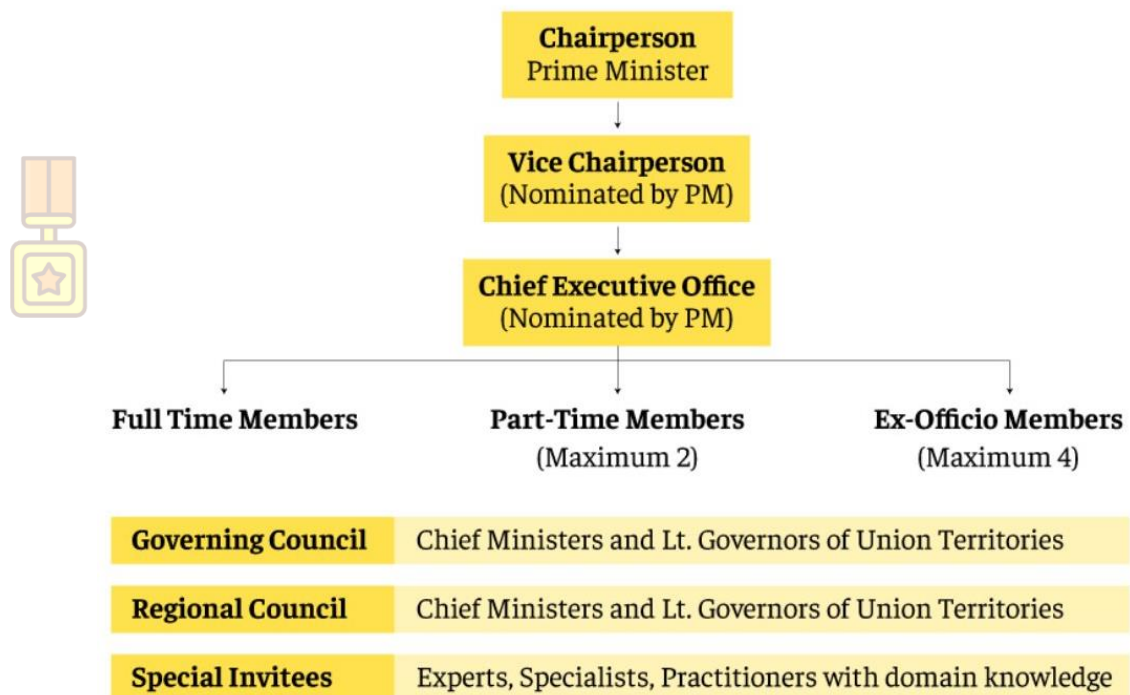 Chairperson
Prime Minister
Vice Chairperson
(Nominated by PM)
Chief Executive Office
(Nominated by PM)
Full Time Members
Part-Time Members
(Maximum 2)
Ex-Officio Members
(Maximum 4)
Governing Council Chief Ministers and Lt. Governors of Union Territories
Regional Council Chief Ministers and Lt. Governors of Union Territories
Special Invitees Experts, Specialists, Practitioners with domain knowledge